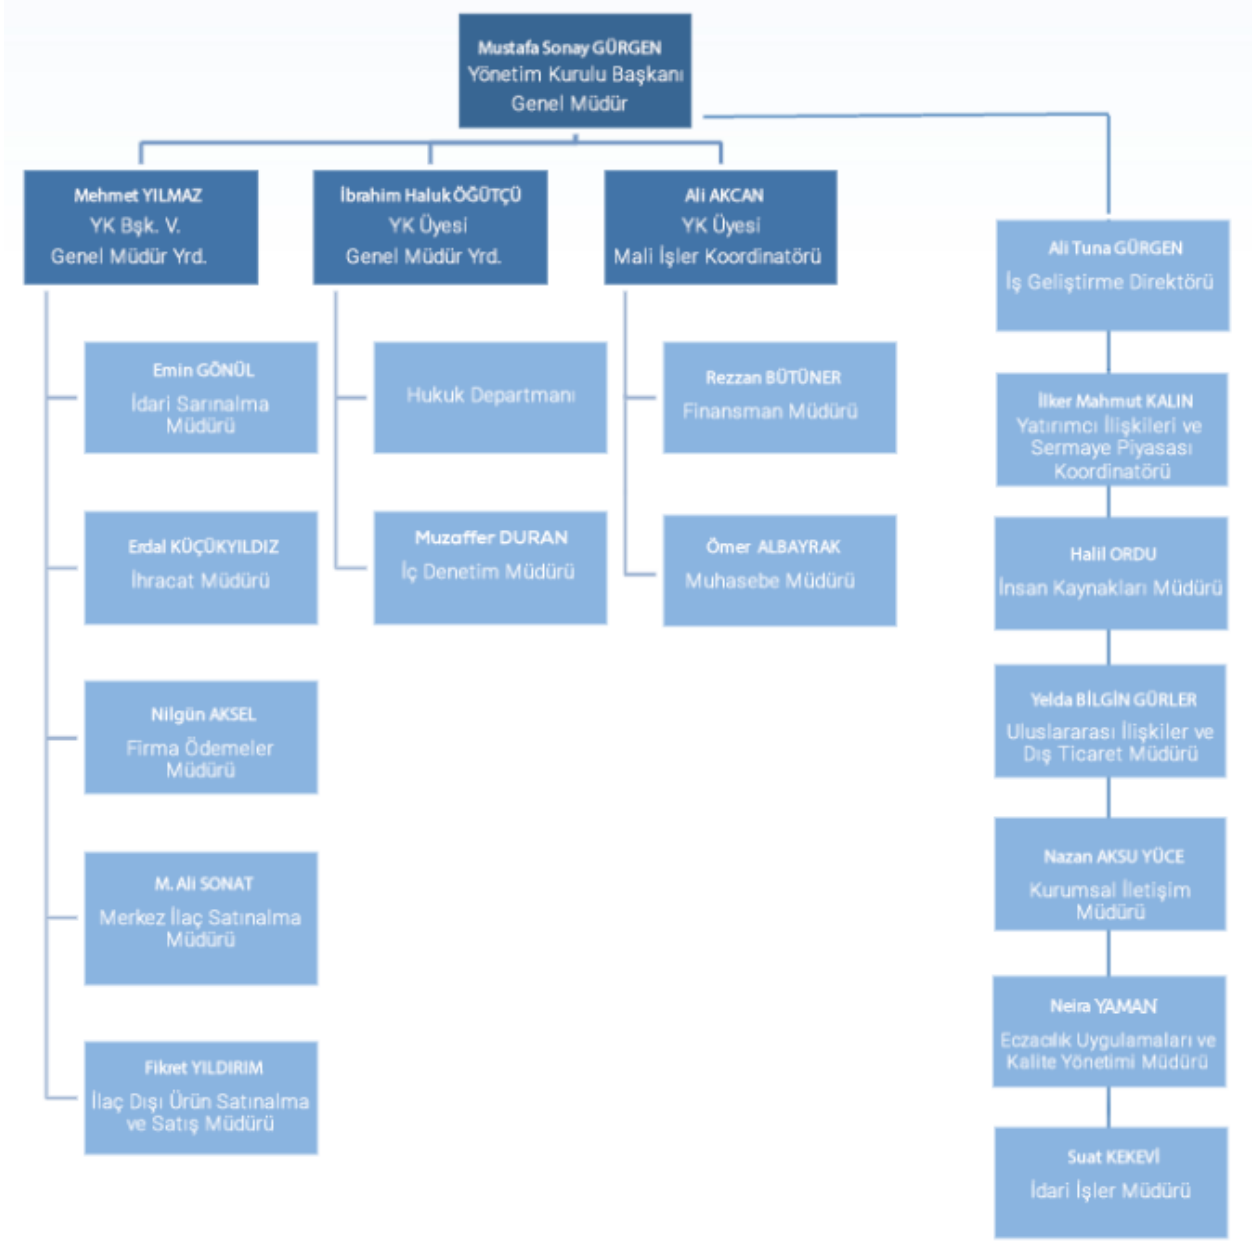 Mustafa Sonay GÜRGEN
Yönetim Kurulu Başkanı
Genel Müdür
Mehmet YILMAZ
YK Bşk. V.
Genel Müdür Yrd.
İbrahim Haluk ÖĞÜTÇÜ
YK Üyesi
Genel Müdür Yrd.
Ali AKCAN
YK Üyesi
Mali İşler Koordinatörü
Ali Tuna GÜRGEN
İş Geliştirme Direktörü
Emin GÖNÜL
İdari Sarınalma
Müdürü
Hukuk Departmanı
Rezzan BÜTÜNER
Finansman Müdürü
İlker Mahmut KALIN
Yatırımcı İlişkileri ve
Sermaye Piyasası
Koordinatörü
Erdal KÜÇÜKYILDIZ
İhracat Müdürü
Muzaffer DURAN
İç Denetim Müdürü
Ömer ALBAYRAK
Muhasebe Müdürü
Halil ORDU
İnsan Kaynakları Müdürü
Nilgün AKSEL
Firma Ödemeler
Müdürü
Yelda BİLGİN GÜRLER
Uluslararası İlişkiler ve
Dış Ticaret Müdürü
M. Ali SONAT
Merkez İlaç Satınalma
Müdürü
Nazan AKSU YÜCE
Kurumsal İletişim
Müdürü
Neira YAMAN
Eczacılık Uygulamaları ve
Kalite Yönetimi Müdürü
Fikret YILDIRIM
İlaç Dışı Ürün Satınalma
ve Satış Müdürü
Suat KEKEVİ
İdari İşler Müdürü